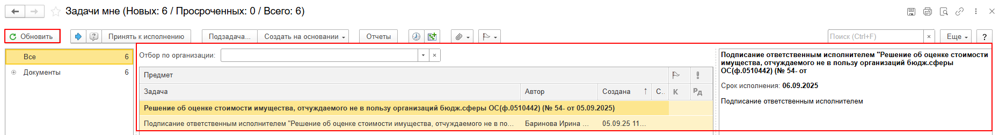 Задачи мне (Новых: 6 / Просроченных: 0 / Всего: 6)
Обновить
Принять к исполнению
Подзадача...
Создать на основании
Отчеты
Поиск (Ctrl+F)
×
Еще
?
Все 6
Документы 6
Отбор по организации:
Предмет
Задача Автор Создана ↑ С.. К Рд
Решение об оценке стоимости имущества, отчуждаемого не в пользу организаций бюдж.сферы ОС(ф.0510442) (№ 54- от 05.09.2025)
Подписание ответственным исполнителем "Решение об оценке стоимости имущества, отчуждаемого не в по... Баринова Ирина ... 05.09.25 11...
Подписание ответственным исполнителем "Решение об оценке стоимости
имущества, отчуждаемого не в пользу организаций бюдж.сферы
ОС(ф.0510442) (№ 54- от
Срок исполнения: 06.09.2025
Подписание ответственным исполнителем